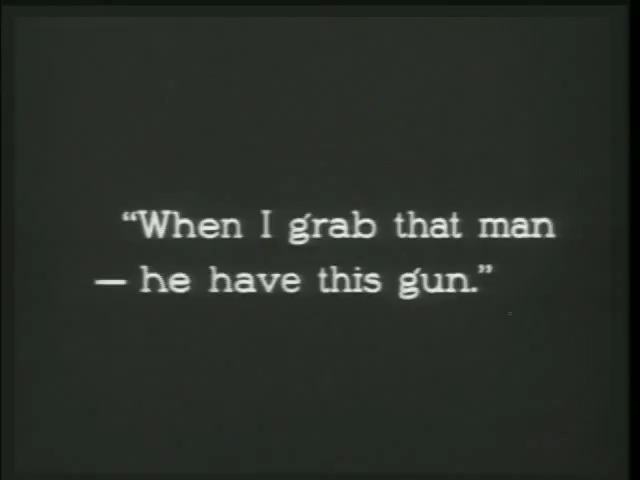 “When I grab that man
— he have this gun.”